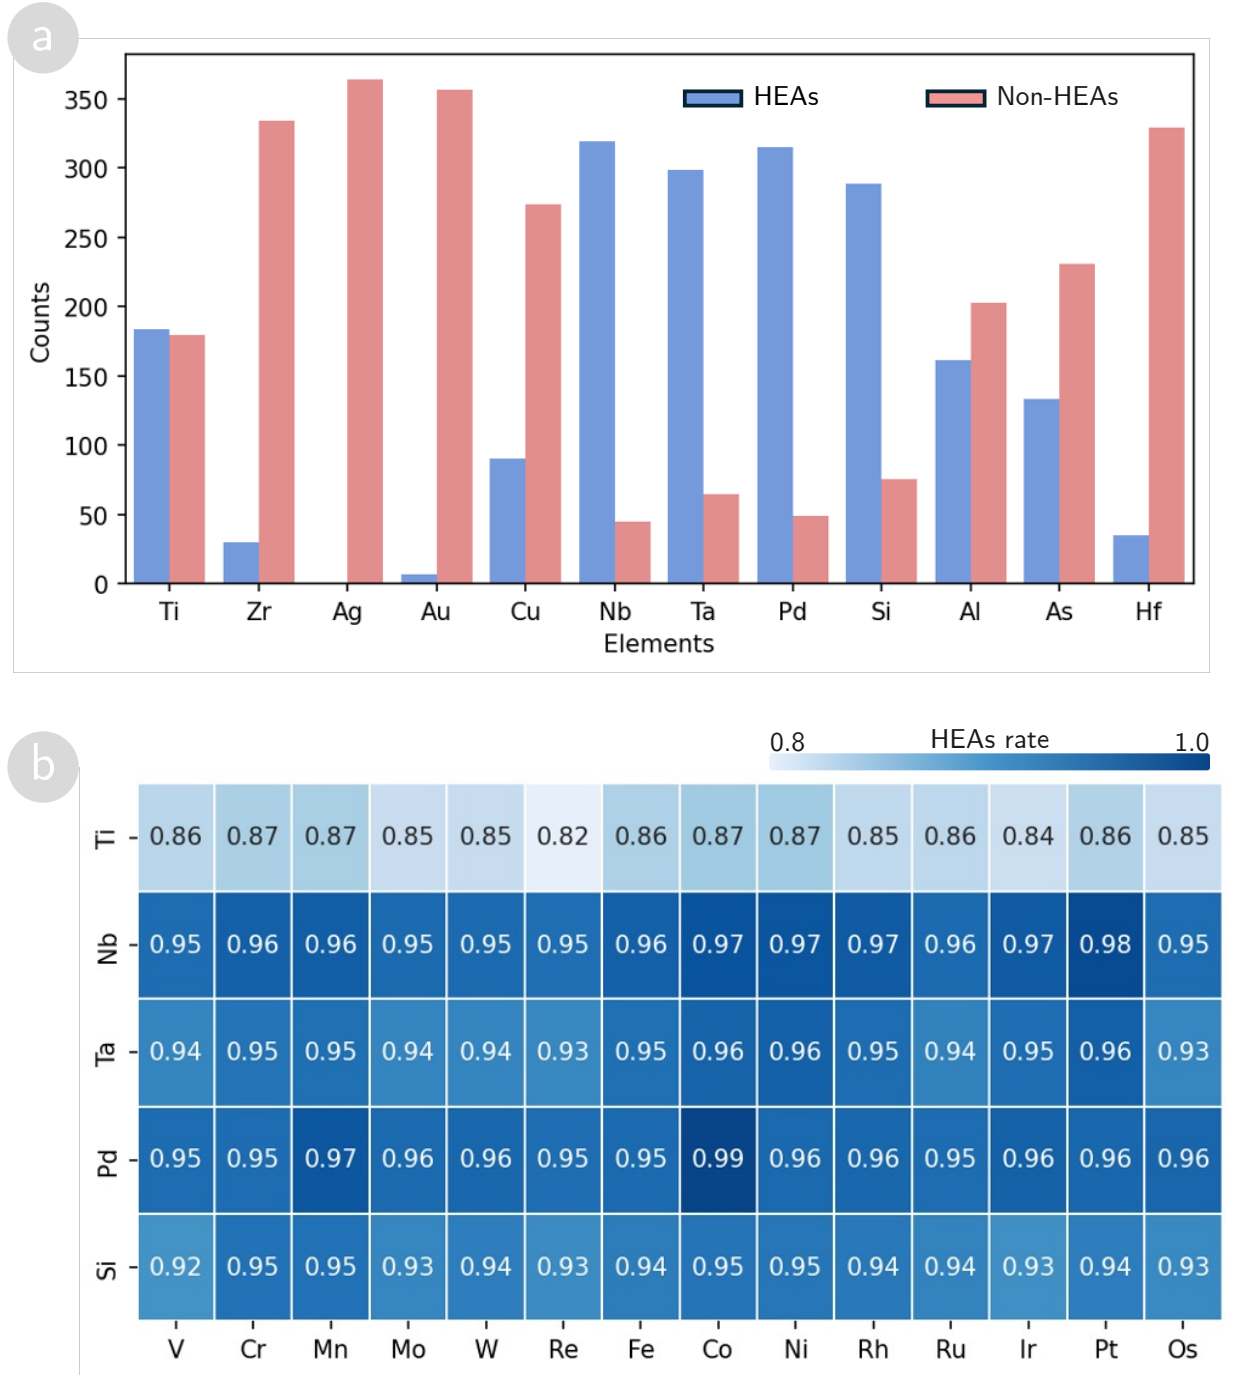 a
HEAs Non-HEAs
350
300
250
200
150
100
50
0
Counts
Ti Zr Ag Au Cu Nb Ta Pd Si Al As Hf
Elements
b
0.8 HEAs rate 1.0
Ti 0.86 0.87 0.87 0.85 0.85 0.82 0.86 0.87 0.87 0.85 0.86 0.84 0.86 0.85
Nb 0.95 0.96 0.96 0.95 0.95 0.95 0.96 0.97 0.97 0.97 0.96 0.97 0.98 0.95
Ta 0.94 0.95 0.95 0.94 0.94 0.93 0.95 0.96 0.96 0.95 0.94 0.95 0.96 0.93
Pd 0.95 0.95 0.97 0.96 0.96 0.95 0.95 0.99 0.96 0.96 0.95 0.96 0.96 0.96
Si 0.92 0.95 0.95 0.93 0.94 0.93 0.94 0.95 0.95 0.94 0.94 0.93 0.94 0.93
V Cr Mn Mo W Re Fe Co Ni Rh Ru Ir Pt Os